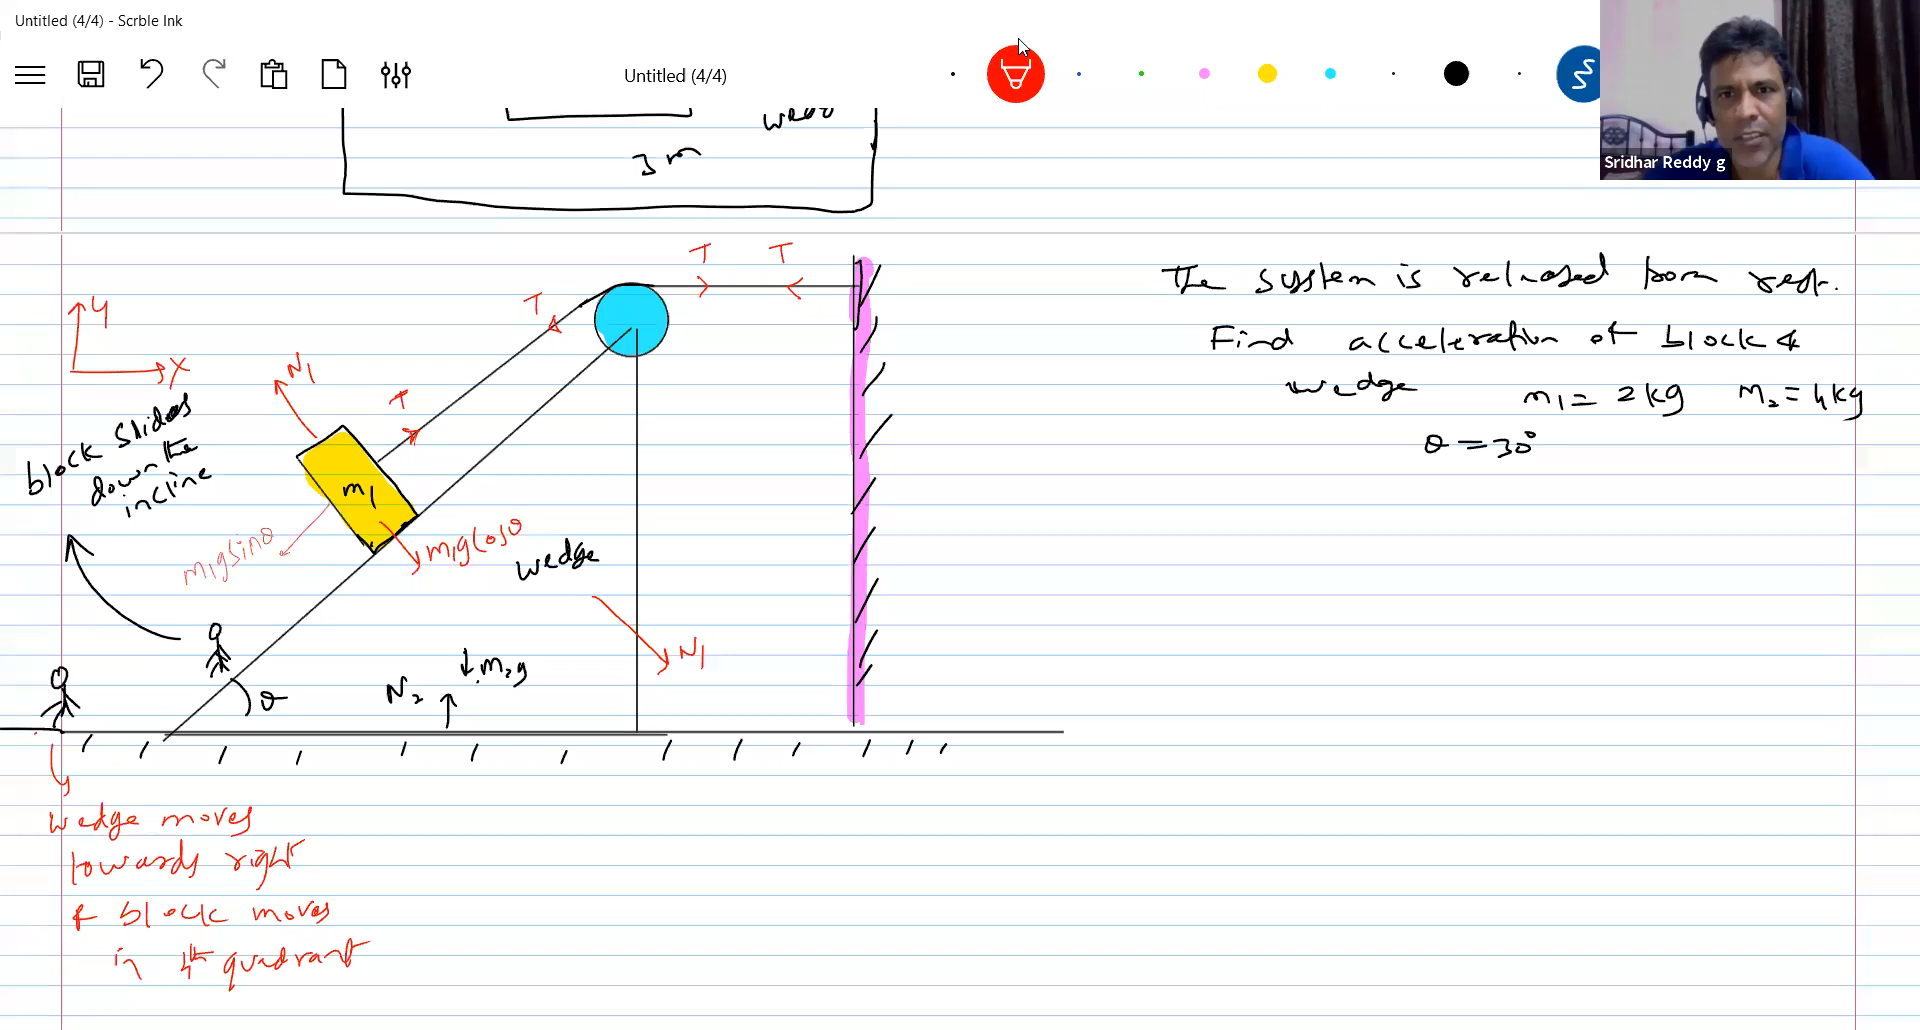 Untitled (4/4) - Scrble Ink
Untitled (4/4)
Sridhar Reddy g
3 m
The system is released from rest.
Find acceleration of block &
wedge m1 = 2kg m2 = 4kg
θ = 30°
T T
T
y
x
N1
T
block slides
down the
incline
m1
m1g sinθ
m1g cosθ
wedge
N1
m2g
N2
θ
wedge moves
towards right
& block moves
in 4th quadrant